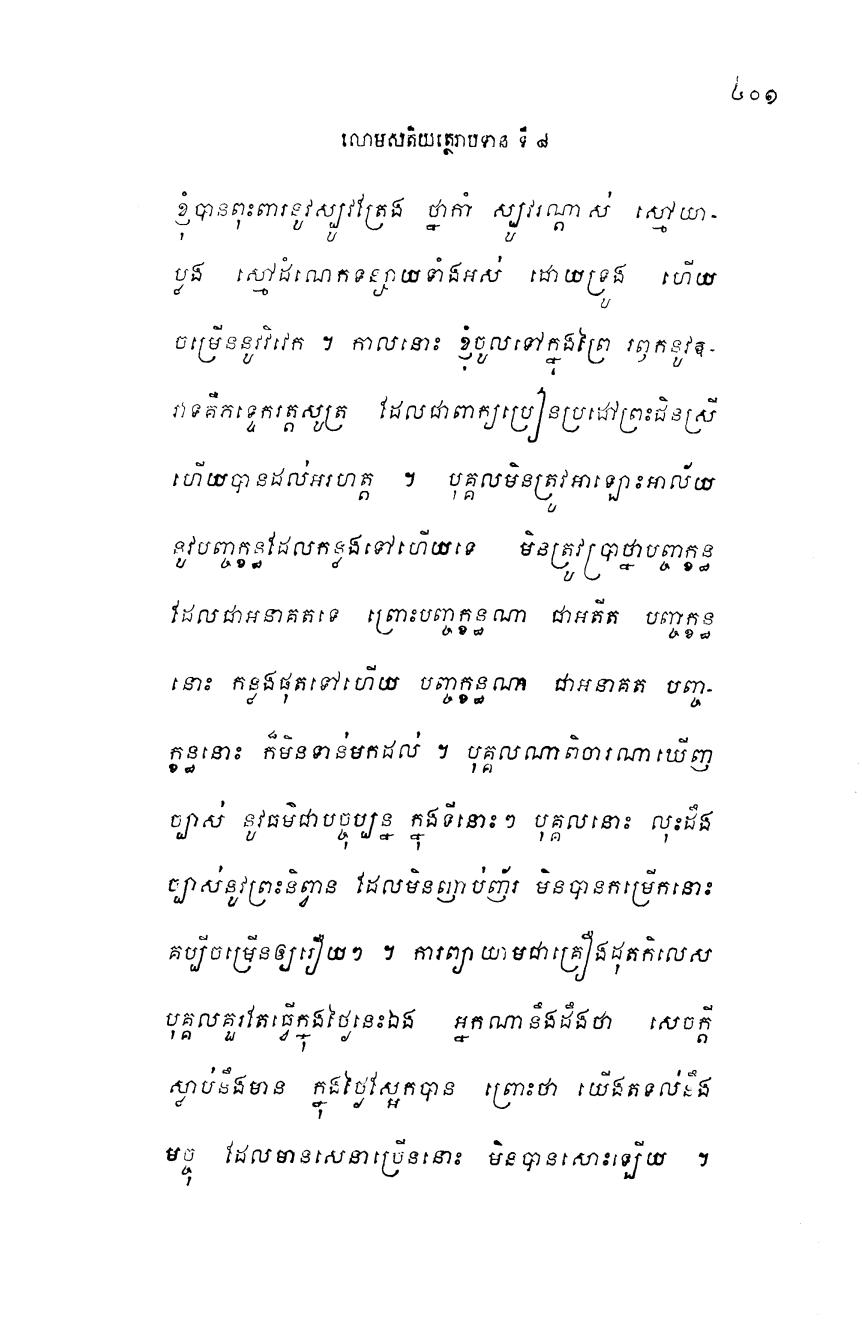 ៤០១
លោមសតិយត្ថេរាបទាន ទី ៨
ខ្ញុំបានពុះពារនូវស្បូវត្រែង ថ្នាកាំ ស្បូវរណ្តាស់ ស្មៅយា-
ប្លង ស្មៅដំណេកទន្សាយទាំងអស់ ដោយទ្រូង ហើយ
ចម្រើននូវវិវេក ។ កាលនោះ ខ្ញុំចូលទៅក្នុងព្រៃ រឭកនូវឱ-
វាទគឺភទ្ទេករត្តសូត្រ ដែលជាពាក្យប្រៀនប្រដៅព្រះជិនស្រី
ហើយបានដល់អរហត្ត ។ បុគ្គលមិនត្រូវអាឡោះអាល័យ
នូវបញ្ចក្ខន្ធដែលកន្លងទៅហើយទេ មិនត្រូវប្រាថ្នាបញ្ចក្ខន្ធ
ដែលជាអនាគតទេ ព្រោះបញ្ចក្ខន្ធណា ជាអតីត បញ្ចក្ខន្ធ
នោះ កន្លងផុតទៅហើយ បញ្ចក្ខន្ធណា ជាអនាគត បញ្ច-
ក្ខន្ធនោះ ក៏មិនទាន់មកដល់ ។ បុគ្គលណាពិចារណាឃើញ
ច្បាស់ នូវធម៌ជាបច្ចុប្បន្ន ក្នុងទីនោះៗ បុគ្គលនោះ លុះដឹង
ច្បាស់នូវព្រះនិព្វាន ដែលមិនញាប់ញ័រ មិនបានកម្រើកនោះ
គប្បីចម្រើនឲ្យរឿយៗ ។ ការព្យាយាមជាគ្រឿងដុតកិលេស
បុគ្គលគួរតែធ្វើក្នុងថ្ងៃនេះឯង អ្នកណានឹងដឹងថា សេចក្តី
ស្លាប់នឹងមាន ក្នុងថ្ងៃស្អែកបាន ព្រោះថា យើងតទល់នឹង
មច្ចុ ដែលមានសេនាច្រើននោះ មិនបានសោះឡើយ ។